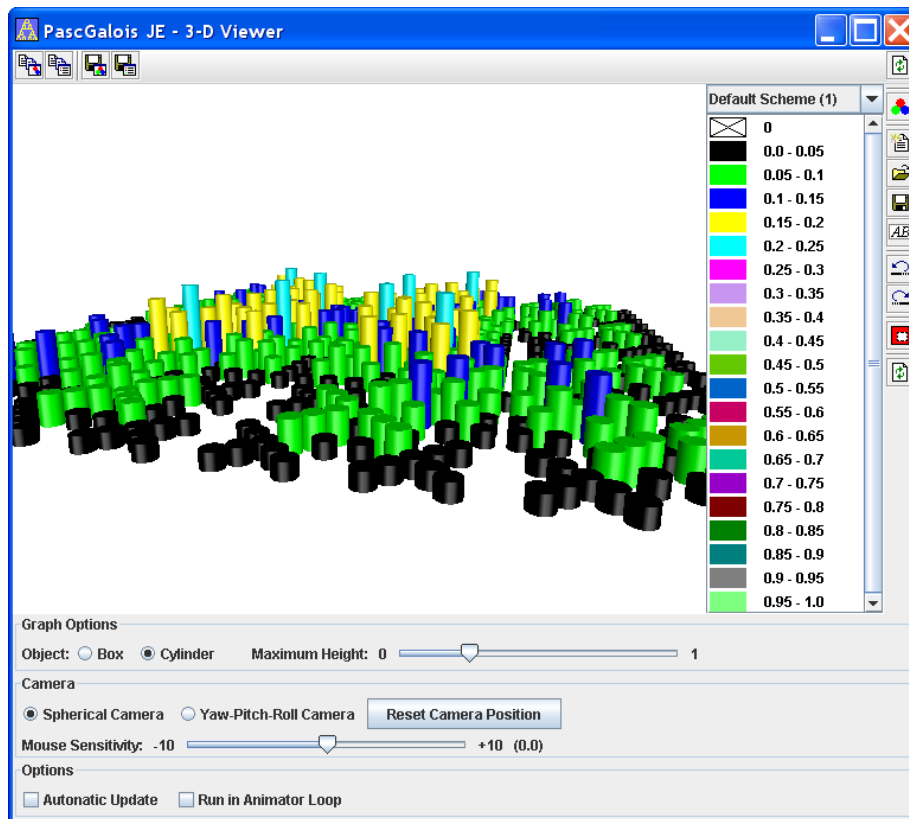 PascGalois JE - 3-D Viewer
Default Scheme (1)
0
0.0 - 0.05
0.05 - 0.1
0.1 - 0.15
0.15 - 0.2
0.2 - 0.25
0.25 - 0.3
0.3 - 0.35
0.35 - 0.4
0.4 - 0.45
0.45 - 0.5
0.5 - 0.55
0.55 - 0.6
0.6 - 0.65
0.65 - 0.7
0.7 - 0.75
0.75 - 0.8
0.8 - 0.85
0.85 - 0.9
0.9 - 0.95
0.95 - 1.0
AB
Graph Options
Object: Box Cylinder Maximum Height: 0 1
Camera
Spherical Camera Yaw-Pitch-Roll Camera Reset Camera Position
Mouse Sensitivity: -10 +10 (0.0)
Options
Automatic Update Run in Animator Loop